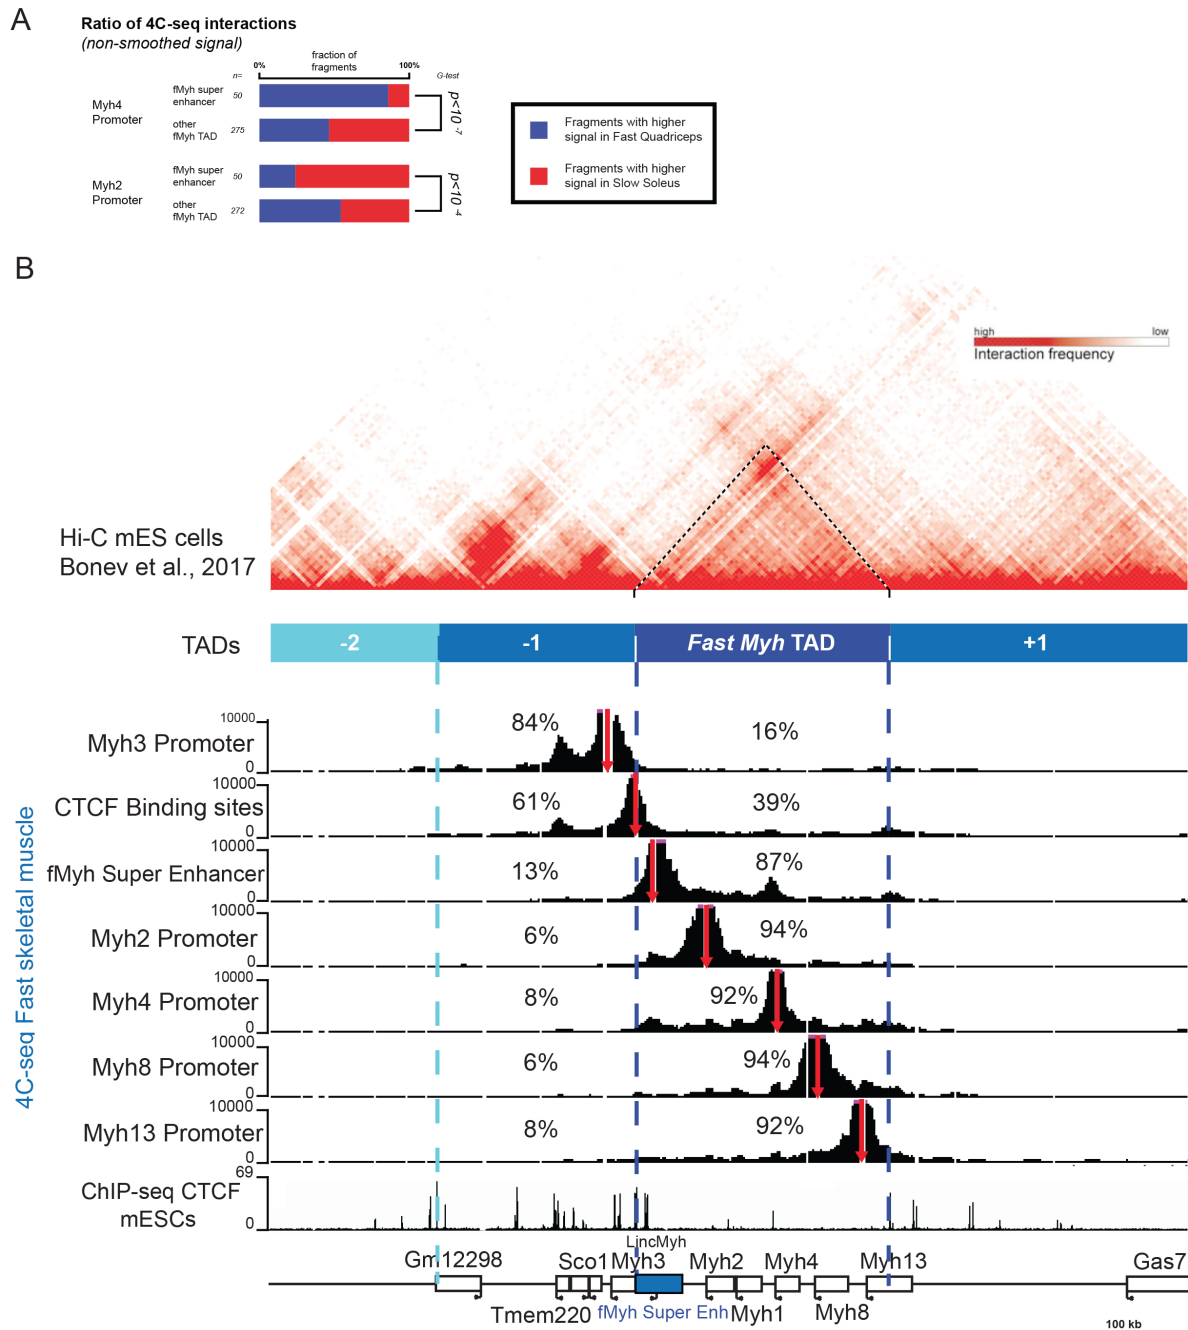 A
Ratio of 4C-seq interactions
(non-smoothed signal)
fraction of
fragments
0%
100%
n=
G-test
Myh4
Promoter
fMyh super
enhancer
50
other
fMyh TAD
275
p<10 -7
Myh2
Promoter
fMyh super
enhancer
50
other
fMyh TAD
272
p<10 -4
Fragments with higher
signal in Fast Quadriceps
Fragments with higher
signal in Slow Soleus
B
high
low
Interaction frequency
Hi-C mES cells
Bonev et al., 2017
TADs
-2
-1
Fast Myh TAD
+1
4C-seq Fast skeletal muscle
Myh3 Promoter
10000
0
84%
16%
CTCF Binding sites
10000
0
61%
39%
fMyh Super Enhancer
10000
0
13%
87%
Myh2 Promoter
10000
0
6%
94%
Myh4 Promoter
10000
0
8%
92%
Myh8 Promoter
10000
0
6%
94%
Myh13 Promoter
10000
0
8%
92%
ChIP-seq CTCF
mESCs
69
0
LincMyh
Gm12298
Sco1
Myh3
Myh2
Myh4
Myh13
Gas7
Tmem220
fMyh Super Enh
Myh1
Myh8
100 kb